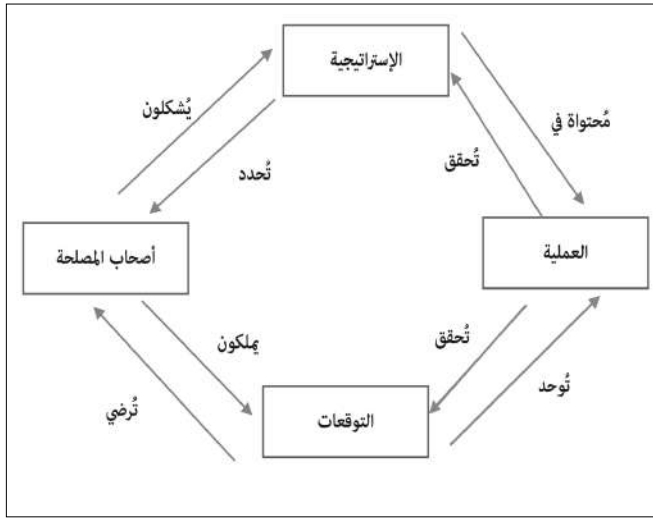 الإستراتيجية
يُشكلون
مُحتواة في
تُحقق
تُحدد
أصحاب المصلحة
العملية
يملكون
تُحقق
تُرضي
تُوحد
التوقعات